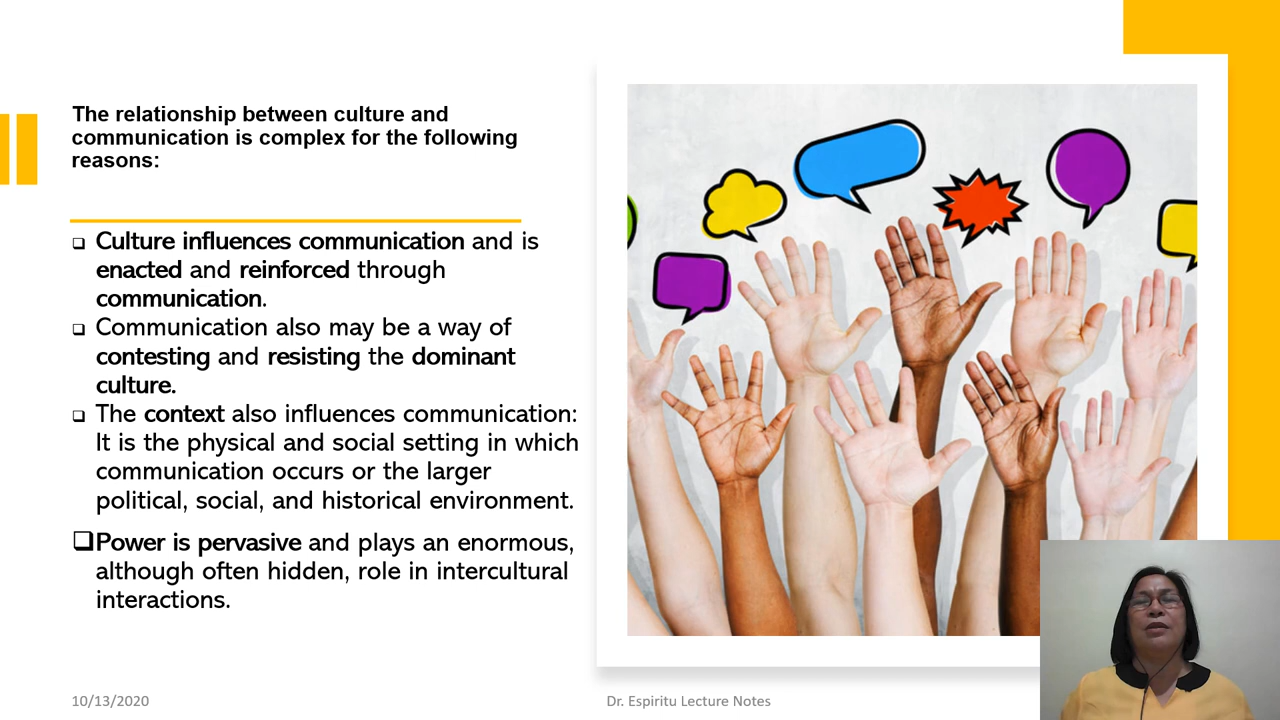 The relationship between culture and
communication is complex for the following
reasons:
❑ Culture influences communication and is
enacted and reinforced through
communication.
❑ Communication also may be a way of
contesting and resisting the dominant
culture.
❑ The context also influences communication:
It is the physical and social setting in which
communication occurs or the larger
political, social, and historical environment.
❑Power is pervasive and plays an enormous,
although often hidden, role in intercultural
interactions.
10/13/2020
Dr. Espiritu Lecture Notes